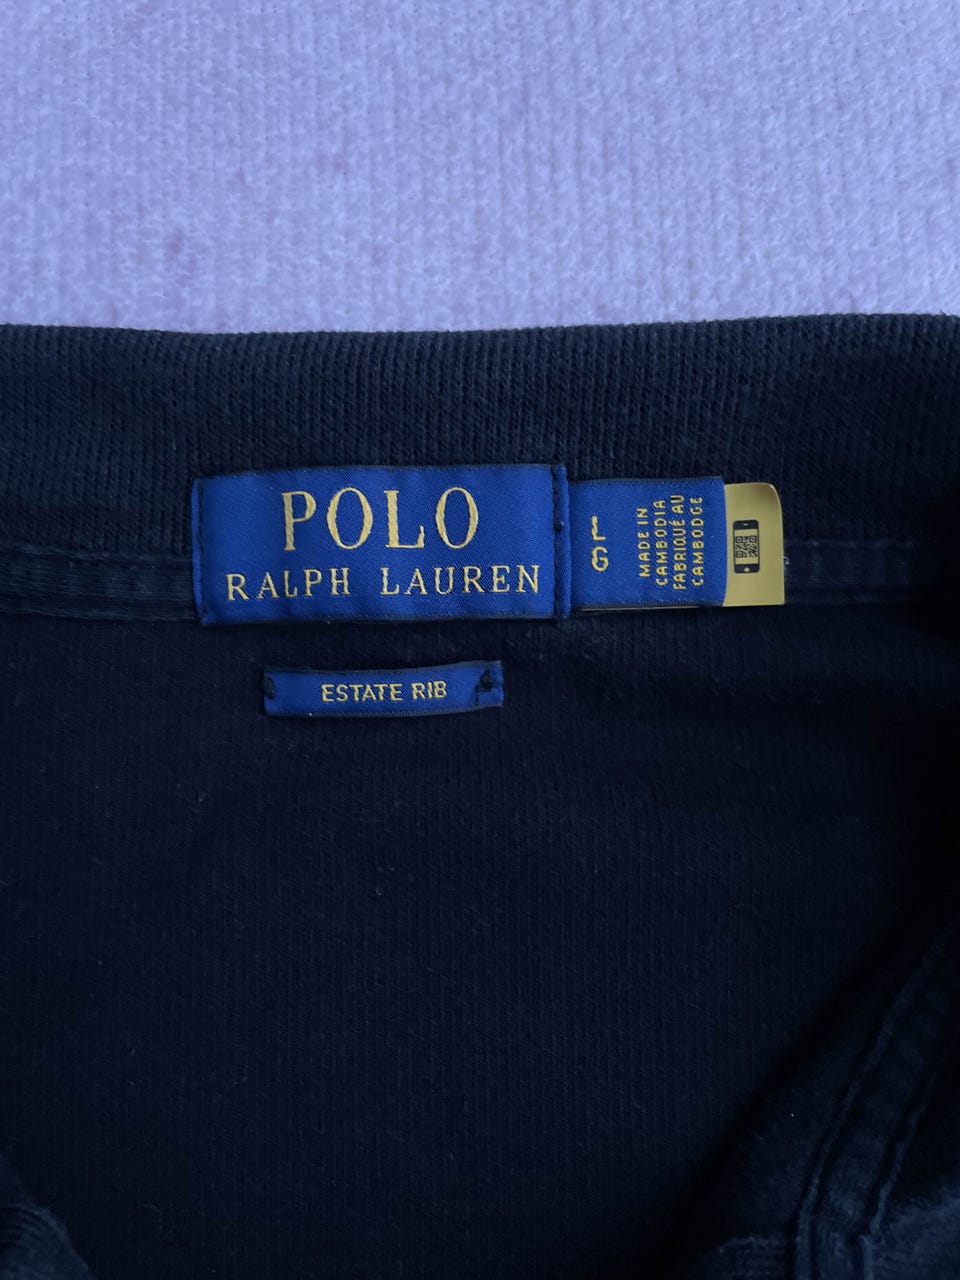 POLO
RALPH LAUREN
L
G
MADE IN
CAMBODIA
FABRIQUÉ AU
CAMBODGE
ESTATE RIB